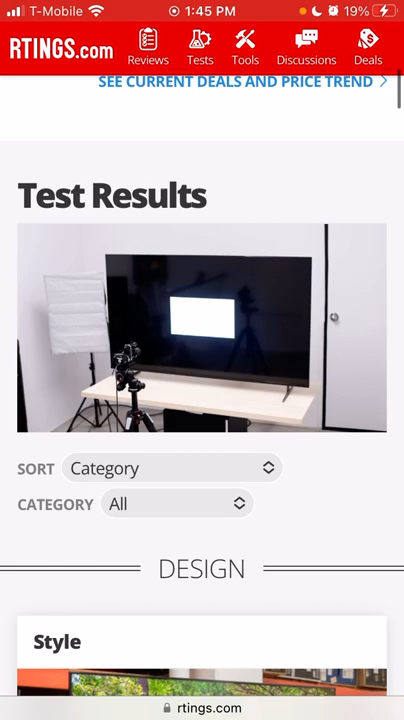 T-Mobile 1:45 PM 19%
RTINGS.com
Reviews Tests Tools Discussions Deals
SEE CURRENT DEALS AND PRICE TREND
Test Results
SORT Category
CATEGORY All
DESIGN
Style
rtings.com